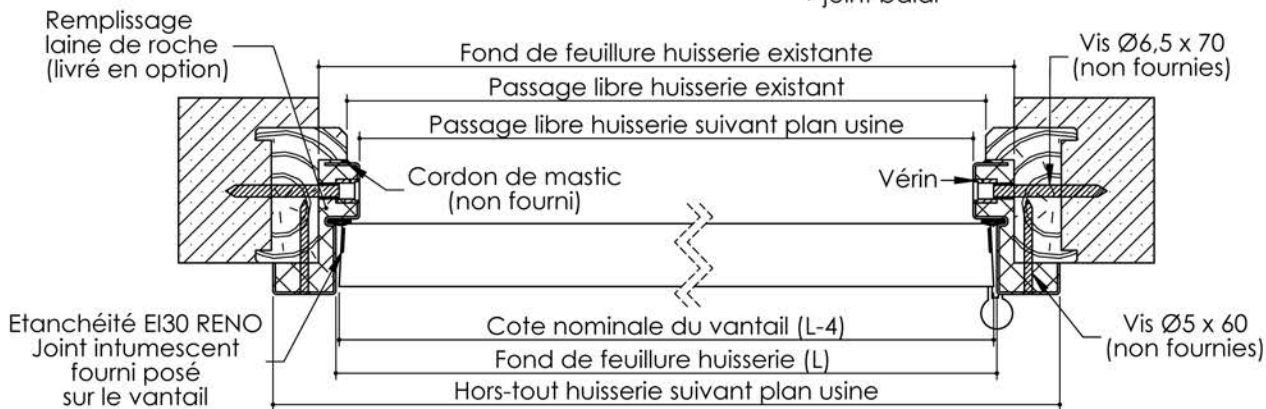 joint balai
Remplissage
laine de roche
(livré en option)
Fond de feuillure huisserie existante
Vis Ø6,5 x 70
(non fournies)
Passage libre huisserie existant
Passage libre huisserie suivant plan usine
Cordon de mastic
(non fourni)
Vérin
Etanchéité EI30 RENO
Joint intumescent
fourni posé
sur le vantail
Cote nominale du vantail (L-4)
Vis Ø5 x 60
(non fournies)
Fond de feuillure huisserie (L)
Hors-tout huisserie suivant plan usine